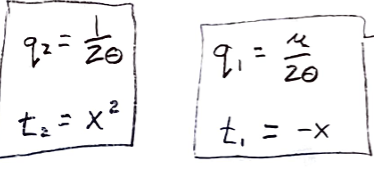 q₂ = 1/2θ
t₂ = x²
q₁ = μ/2θ
t₁ = -x